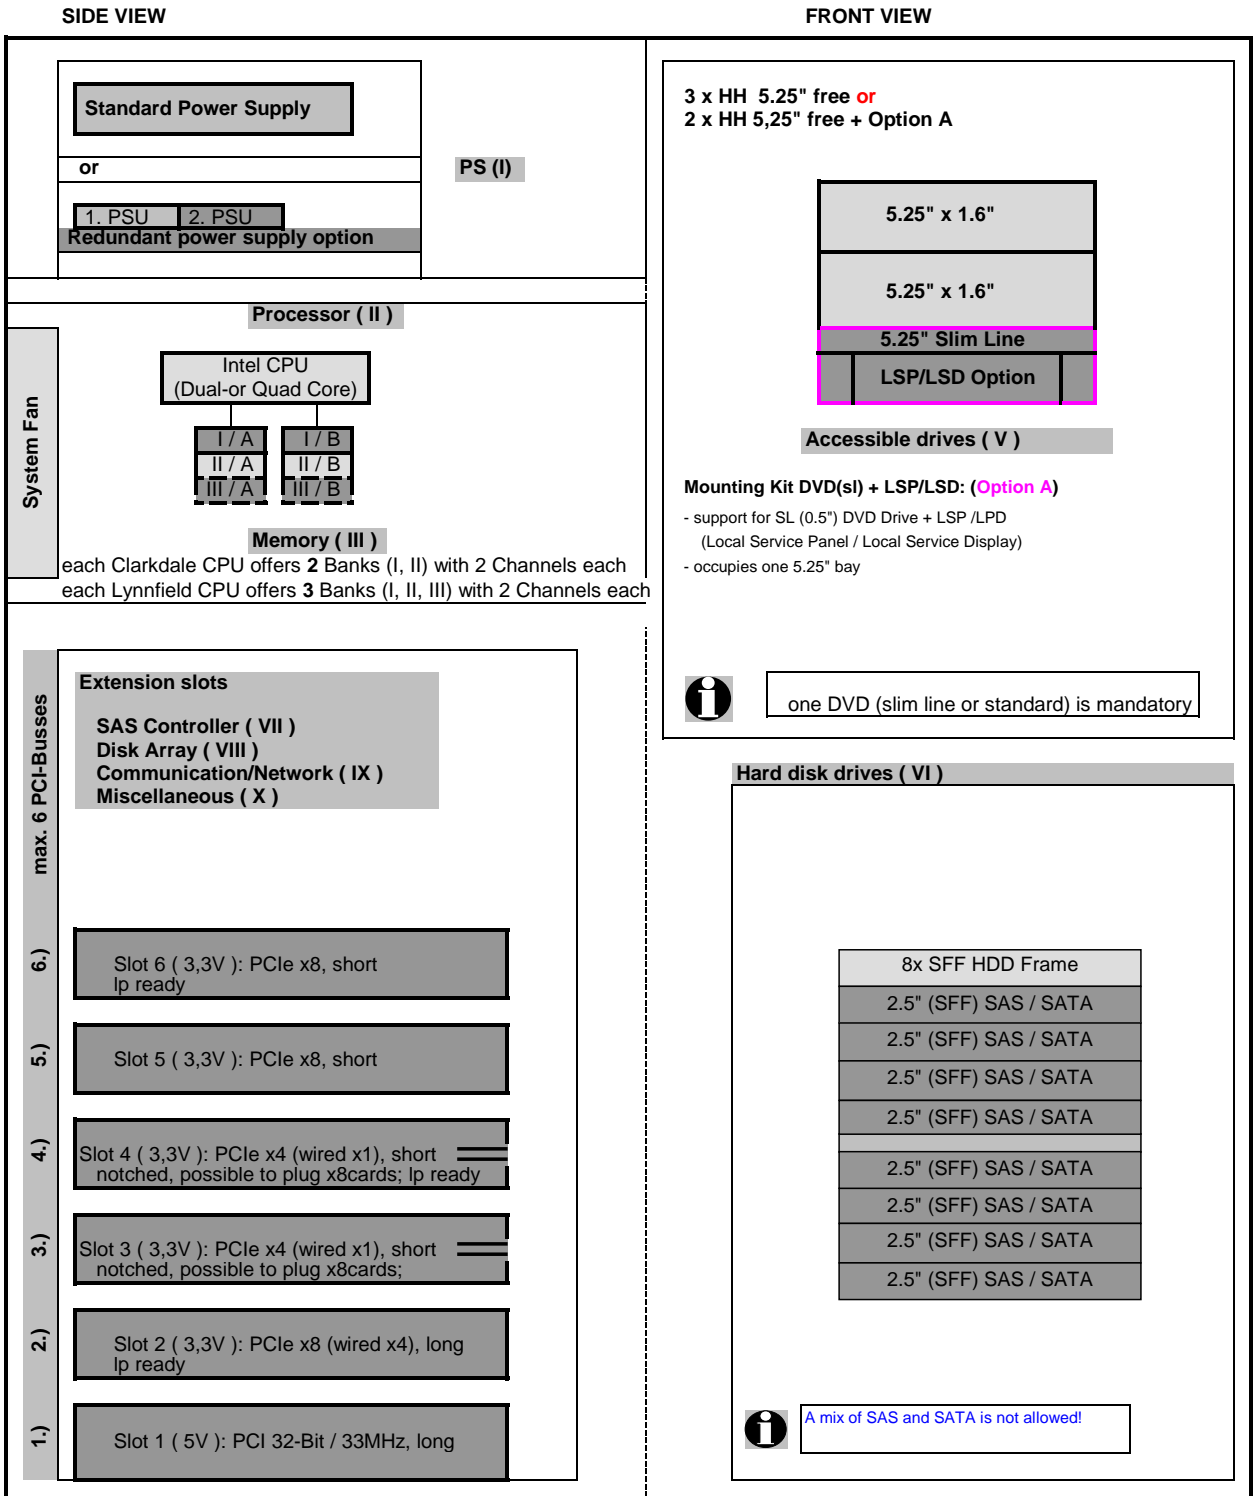 SIDE VIEW
FRONT VIEW
Standard Power Supply
or
PS (I)
1. PSU
2. PSU
Redundant power supply option
Processor ( II )
Intel CPU
(Dual-or Quad Core)
I / A
I / B
II / A
II / B
III / A
III / B
System Fan
Memory ( III )
each Clarkdale CPU offers 2 Banks (I, II) with 2 Channels each
each Lynnfield CPU offers 3 Banks (I, II, III) with 2 Channels each
max. 6 PCI-Busses
Extension slots
SAS Controller ( VII )
Disk Array ( VIII )
Communication/Network ( IX )
Miscellaneous ( X )
6.)
Slot 6 ( 3,3V ): PCIe x8, short
lp ready
5.)
Slot 5 ( 3,3V ): PCIe x8, short
4.)
Slot 4 ( 3,3V ): PCIe x4 (wired x1), short
notched, possible to plug x8cards; lp ready
3.)
Slot 3 ( 3,3V ): PCIe x4 (wired x1), short
notched, possible to plug x8cards;
2.)
Slot 2 ( 3,3V ): PCIe x8 (wired x4), long
lp ready
1.)
Slot 1 ( 5V ): PCI 32-Bit / 33MHz, long
3 x HH 5.25" free or
2 x HH 5,25" free + Option A
5.25" x 1.6"
5.25" x 1.6"
5.25" Slim Line
LSP/LSD Option
Accessible drives ( V )
Mounting Kit DVD(sl) + LSP/LSD: (Option A)
- support for SL (0.5") DVD Drive + LSP /LPD
(Local Service Panel / Local Service Display)
- occupies one 5.25" bay
i
one DVD (slim line or standard) is mandatory
Hard disk drives ( VI )
8x SFF HDD Frame
2.5" (SFF) SAS / SATA
2.5" (SFF) SAS / SATA
2.5" (SFF) SAS / SATA
2.5" (SFF) SAS / SATA
2.5" (SFF) SAS / SATA
2.5" (SFF) SAS / SATA
2.5" (SFF) SAS / SATA
2.5" (SFF) SAS / SATA
i
A mix of SAS and SATA is not allowed!